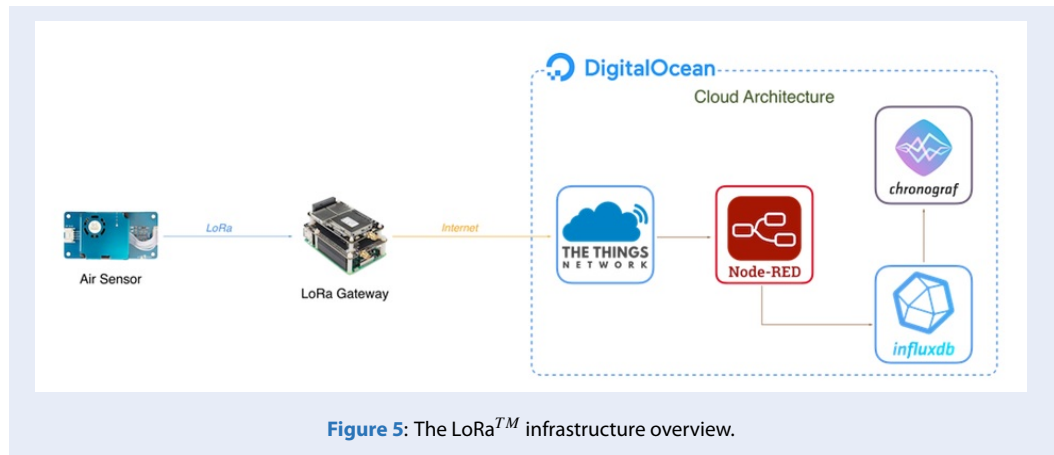 DigitalOcean
Cloud Architecture
chronograf
LoRa
Internet
THE THINGS
NETWORK
Node-RED
Air Sensor
LoRa Gateway
influxdb
Figure 5: The LoRa™ infrastructure overview.